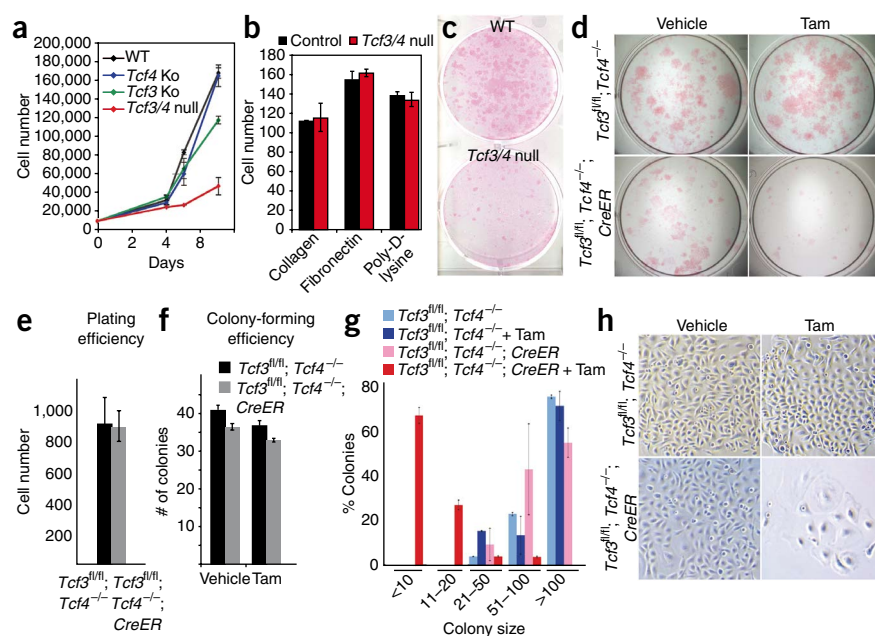 a
200,000
180,000
160,000
140,000
120,000
100,000
80,000
60,000
40,000
20,000
0
Cell number
0 4 8
Days
WT
Tcf4 Ko
Tcf3 Ko
Tcf3/4 null
b
Control Tcf3/4 null
Cell number
160
140
120
100
80
60
40
20
0
Collagen
Fibronectin
Poly-D-
lysine
c
WT
Tcf3/4 null
d
Vehicle Tam
Tcf3fl/fl;Tcf4−/−
Tcf3fl/fl; Tcf4−/−;
CreER
e
Plating
efficiency
Cell number
1,000
800
600
400
200
Tcf3fl/fl; Tcf3fl/fl;
Tcf4−/− Tcf4−/−;
CreER
f
Colony-forming
efficiency
Tcf3fl/fl; Tcf4−/−
Tcf3fl/fl; Tcf4−/−;
CreER
# of colonies
40
30
20
10
0
Vehicle Tam
g
Tcf3fl/fl; Tcf4−/−
Tcf3fl/fl; Tcf4−/− + Tam
Tcf3fl/fl; Tcf4−/−; CreER
Tcf3fl/fl; Tcf4−/−; CreER + Tam
% Colonies
80
60
40
20
0
<10
11–20
21–50
51–100
>100
Colony size
h
Vehicle Tam
Tcf3fl/fl; Tcf4−/−
Tcf3fl/fl; Tcf4−/−;
CreER